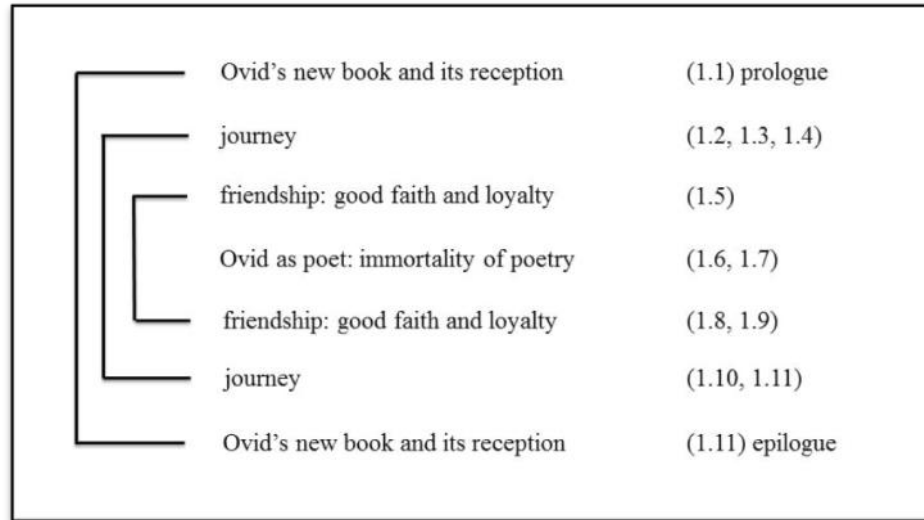 Ovid's new book and its reception (1.1) prologue
journey (1.2, 1.3, 1.4)
friendship: good faith and loyalty (1.5)
Ovid as poet: immortality of poetry (1.6, 1.7)
friendship: good faith and loyalty (1.8, 1.9)
journey (1.10, 1.11)
Ovid's new book and its reception (1.11) epilogue